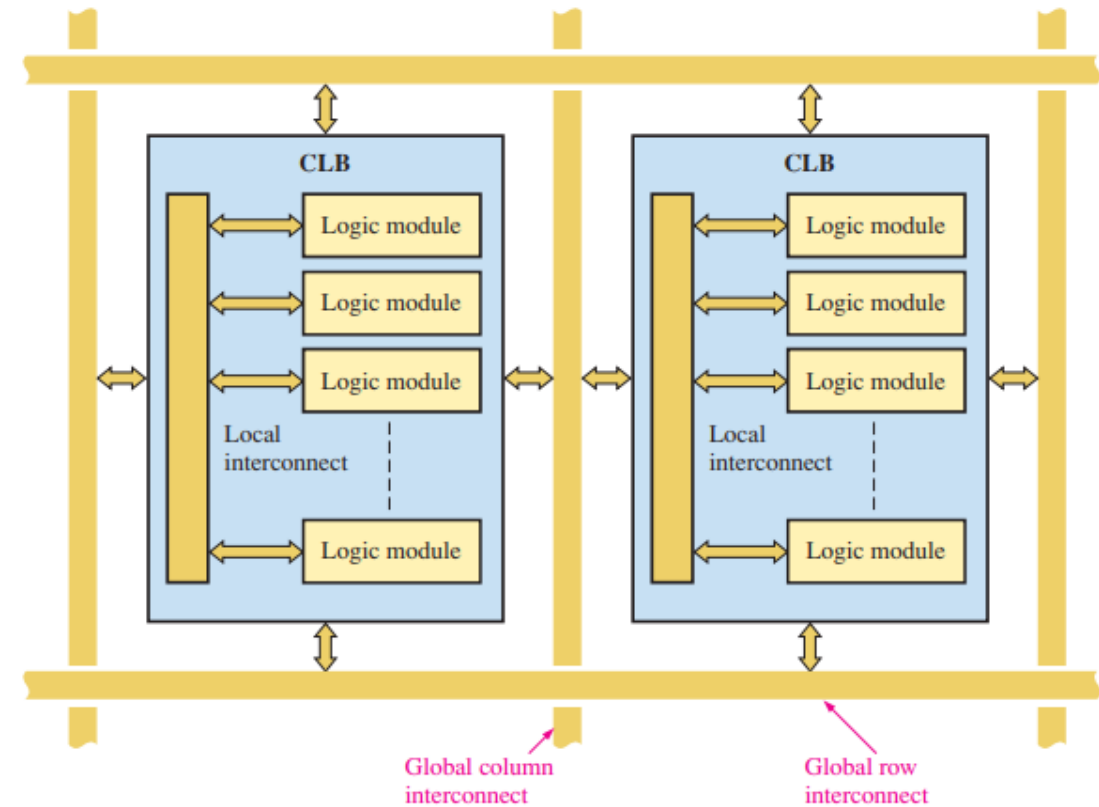 CLB
Logic module
Logic module
Logic module
Local
interconnect
Logic module
CLB
Logic module
Logic module
Logic module
Local
interconnect
Logic module
Global column
interconnect
Global row
interconnect